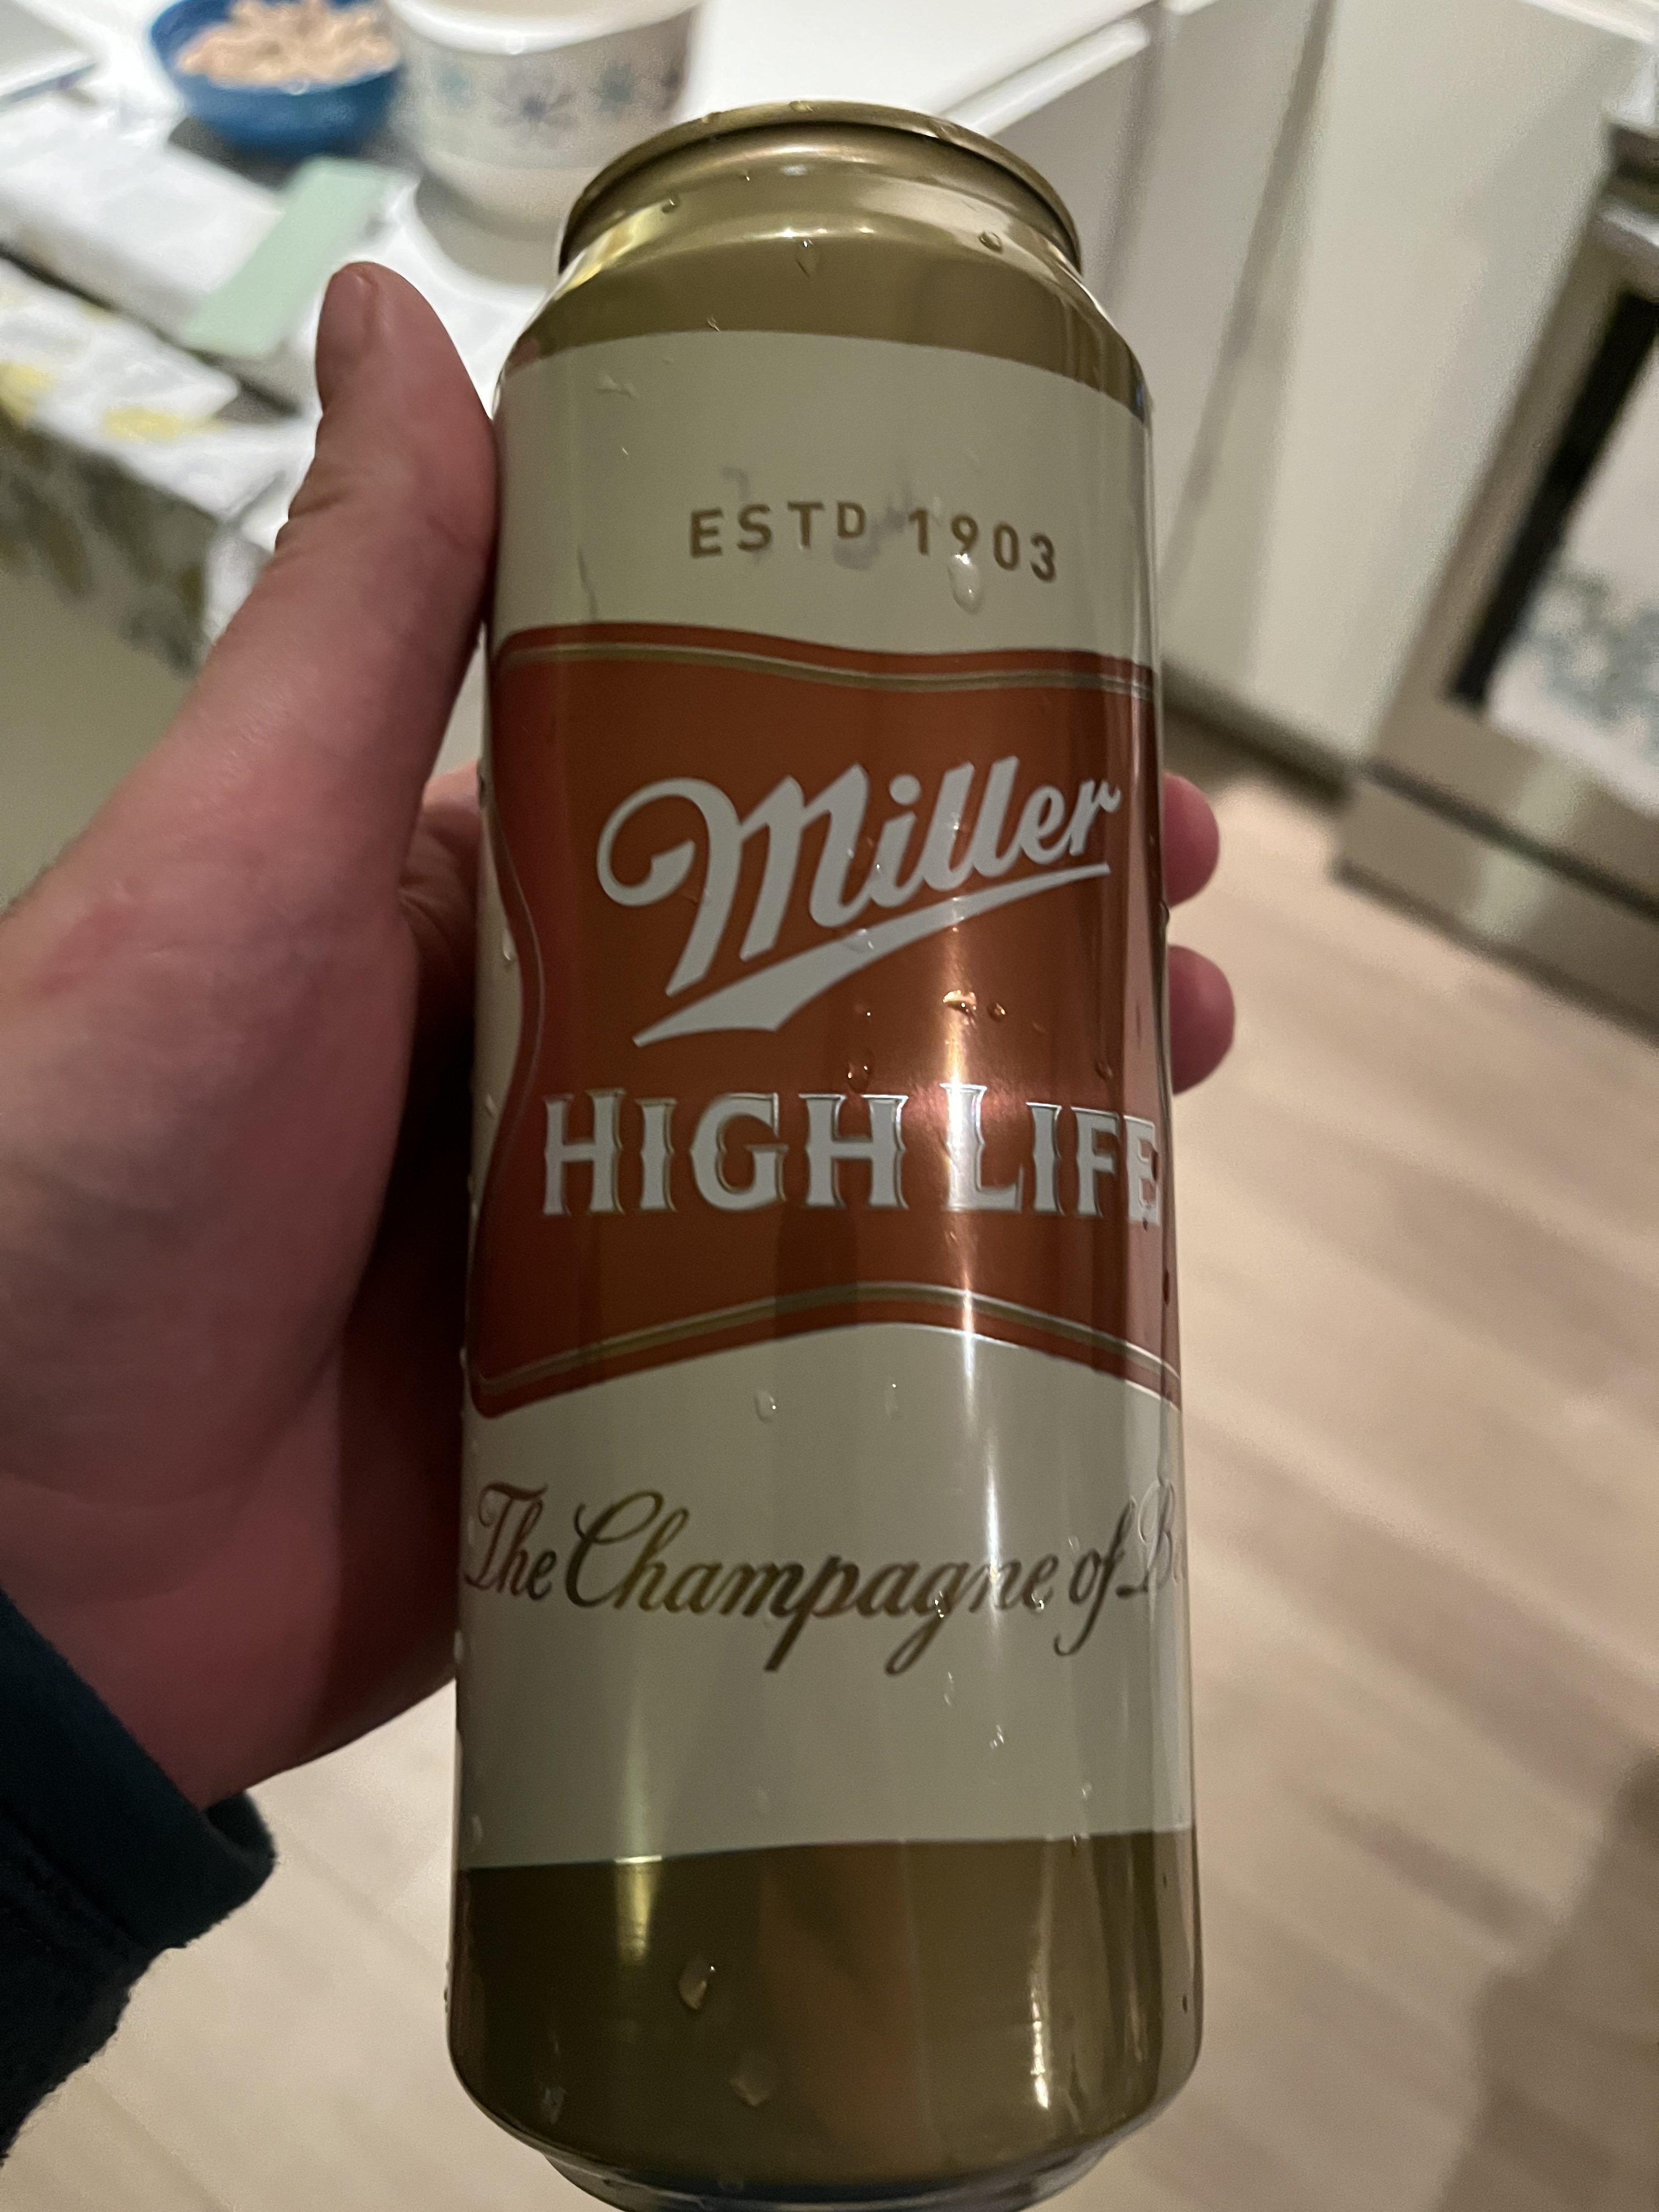 ESTD 1903
Miller
HIGH LIFE
The Champagne of B